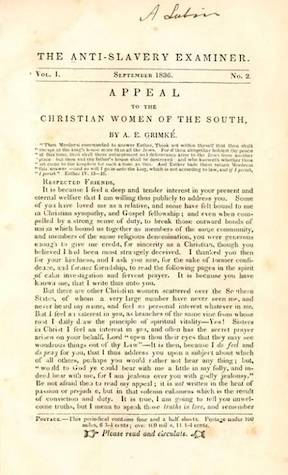 THE ANTI-SLAVERY EXAMINER.
Vol. I. September 1836. No. 2.
APPEAL
TO THE
CHRISTIAN WOMEN OF THE SOUTH,
BY A. E. GRIMKÉ.
"Then Mordecai commanded to answer Esther, Think not within thyself that thou shalt
escape in the king's house more than all the Jews. For if thou altogether holdest thy peace
at this time, then shall there enlargement and deliverance arise to the Jews from another
place: but thou and thy father's house shall be destroyed: and who knoweth whether thou
art come to the kingdom for such a time as this. And Esther bade them return Mordecai
this answer:—and so will I go in unto the king, which is not according to law, and if I perish,
I perish." Esther IV. 13—16.
Respected Friends,
It is because I feel a deep and tender interest in your present and
eternal welfare that I am willing thus publicly to address you. Some
of you have loved me as a relative, and some have felt bound to me
in Christian sympathy, and Gospel fellowship; and even when com-
pelled by a strong sense of duty, to break those outward bonds of
union which bound us together as members of the same community,
and members of the same religious denomination, you were generous
enough to give me credit, for sincerity as a Christian, though you
believed I had been most strangely deceived. I thanked you then
for your kindness, and I ask you now, for the sake of former confi-
dence, and former friendship, to read the following pages in the spirit
of calm investigation and fervent prayer. It is because you have
known me, that I write thus unto you.
But there are other Christian women scattered over the Southern
States, of whom a very large number have never seen me, and
never heard my name, and feel no personal interest whatever in me.
But I feel an interest in you, as branches of the same vine from whose
root I daily draw the principle of spiritual vitality—Yes! Sisters
in Christ I feel an interest in you, and often has the secret prayer
arisen on your behalf, Lord "open thou their eyes that they may see
wondrous things out of thy Law"—It is then, because I do feel and
do pray for you, that I thus address you upon a subject about which
of all others, perhaps you would rather not hear any thing; but,
"would to God ye could bear with me a little in my folly, and in-
deed bear with me, for I am jealous over you with godly jealousy."
Be not afraid then to read my appeal; it is not written in the heat of
passion or prejudice, but in that solemn calmness which is the result
of conviction and duty. It is true, I am going to tell you unwel-
come truths, but I mean to speak those truths in love, and remember
Postage.—This periodical contains four and a half sheets. Postage under 100
Please read and circulate.